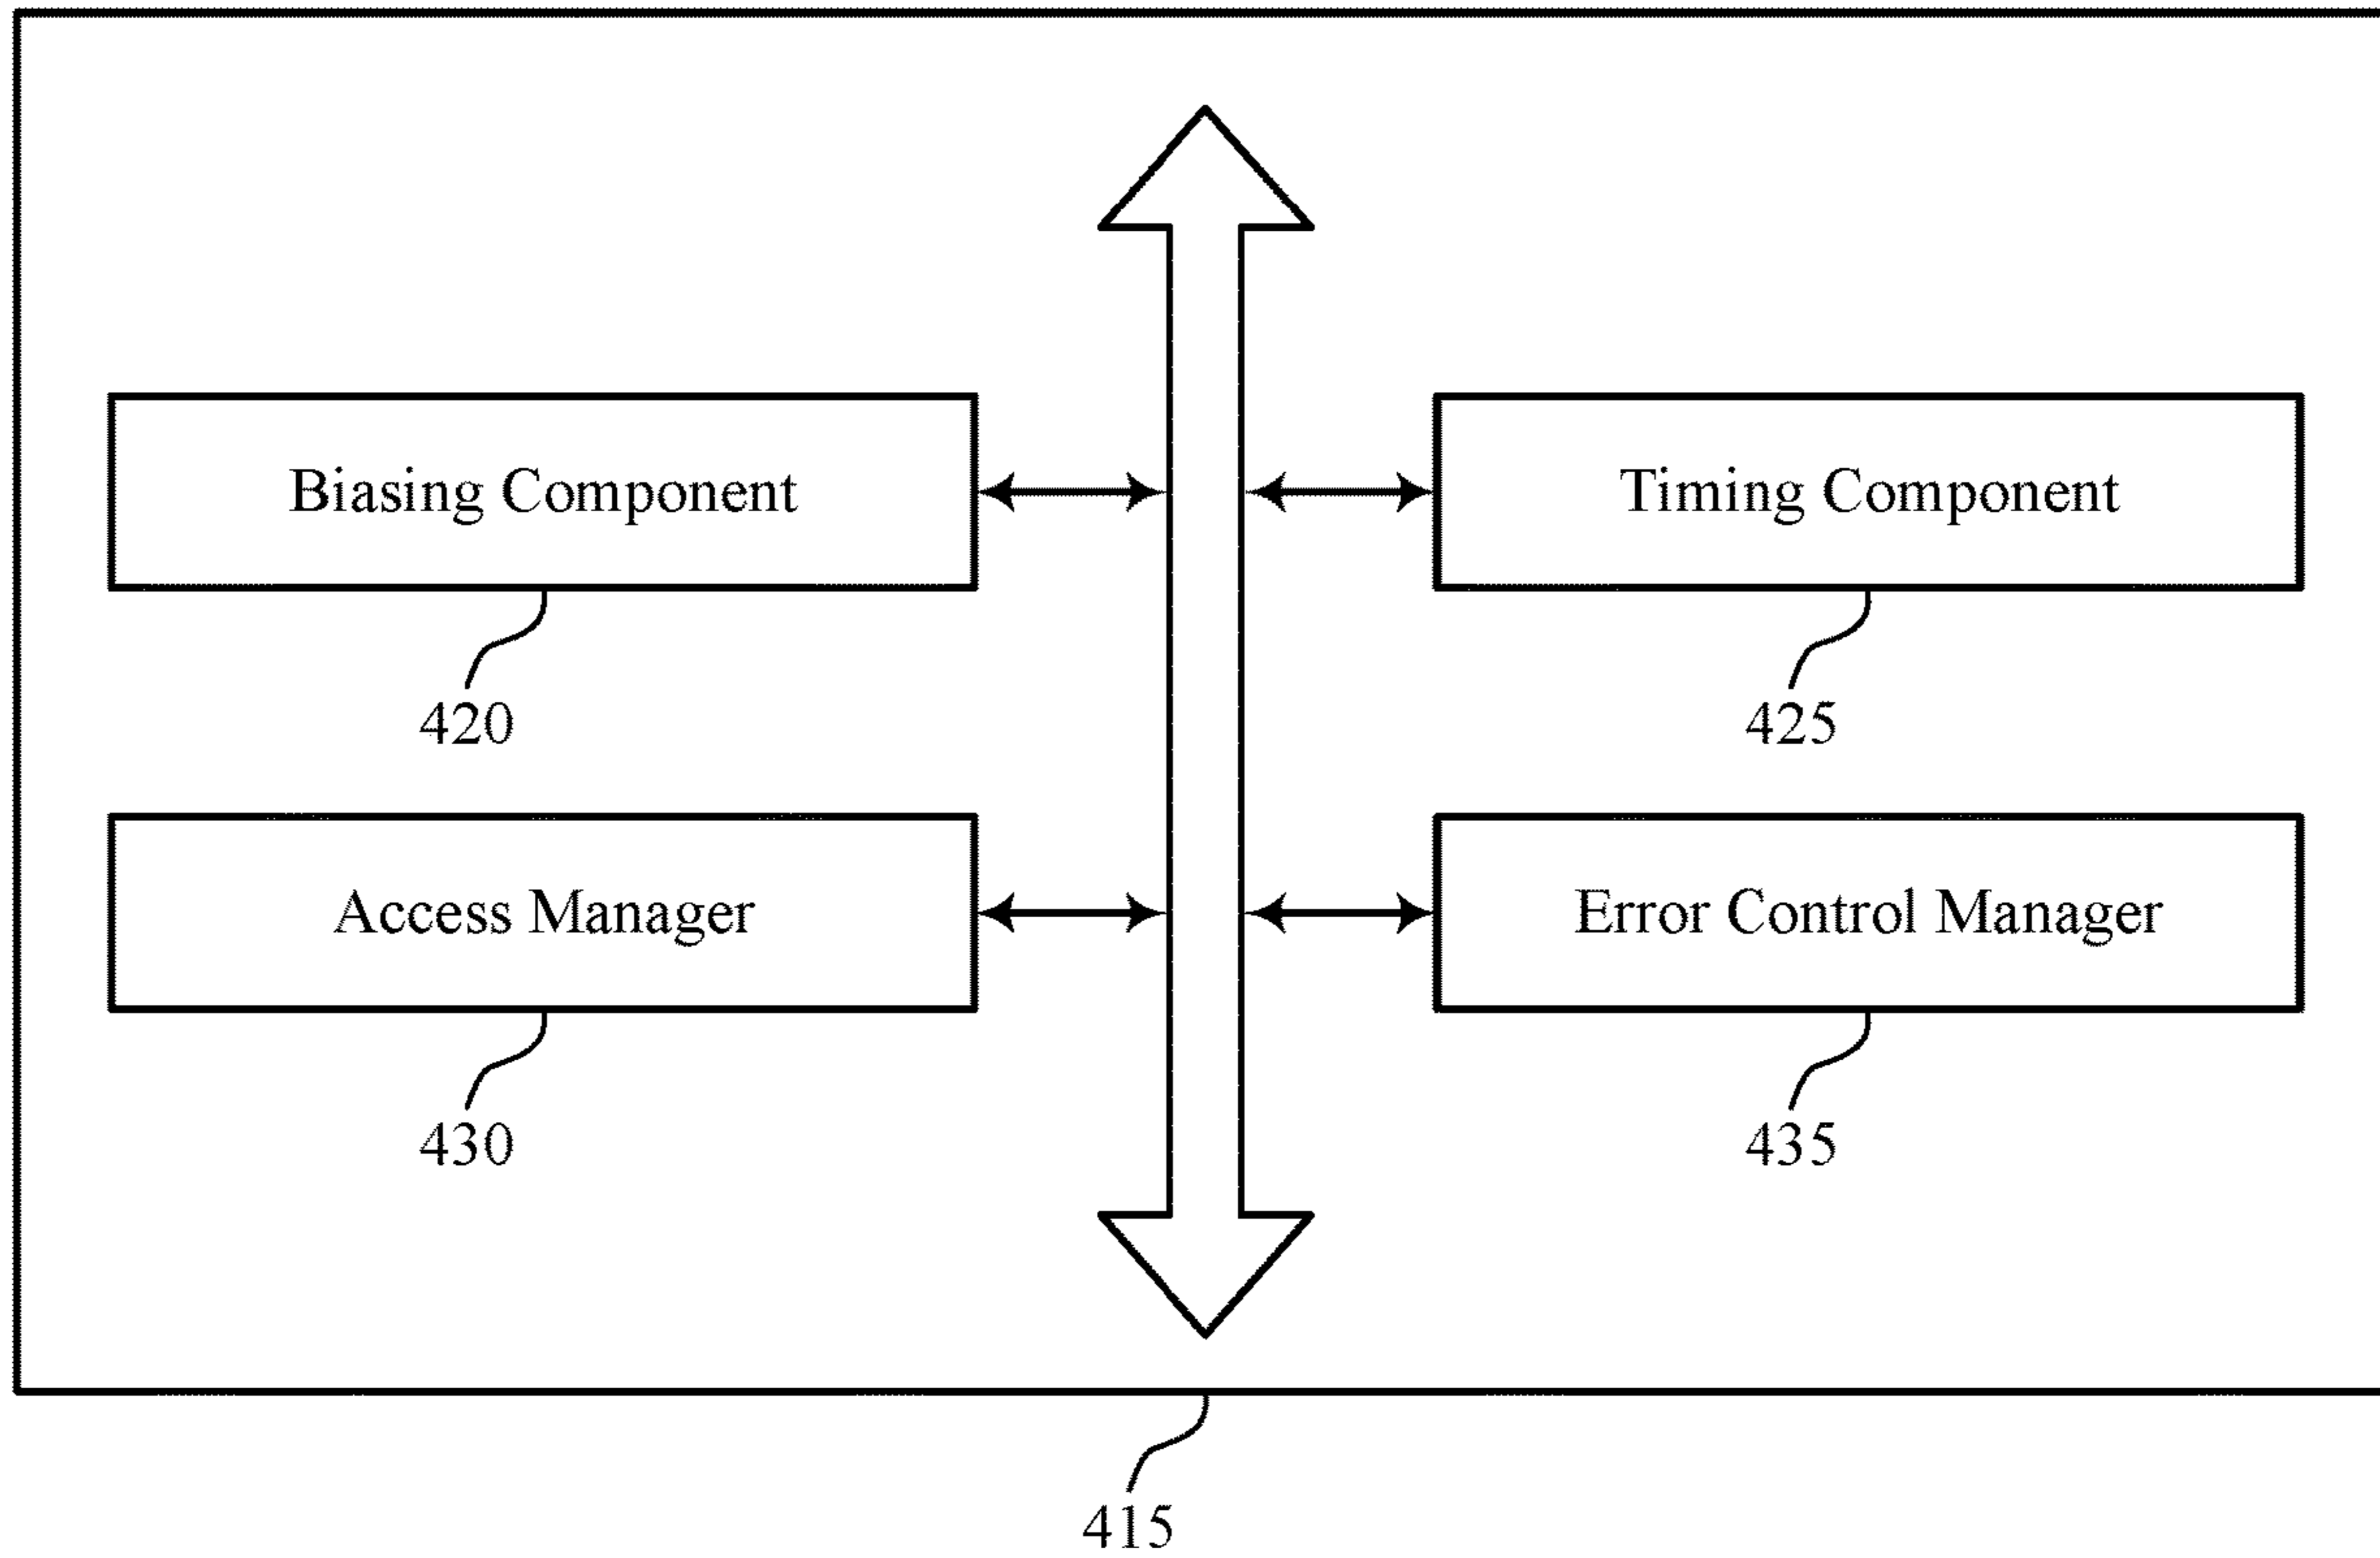 Biasing Component
Timing Component
420
425
Access Manager
Error Control Manager
430
435
415